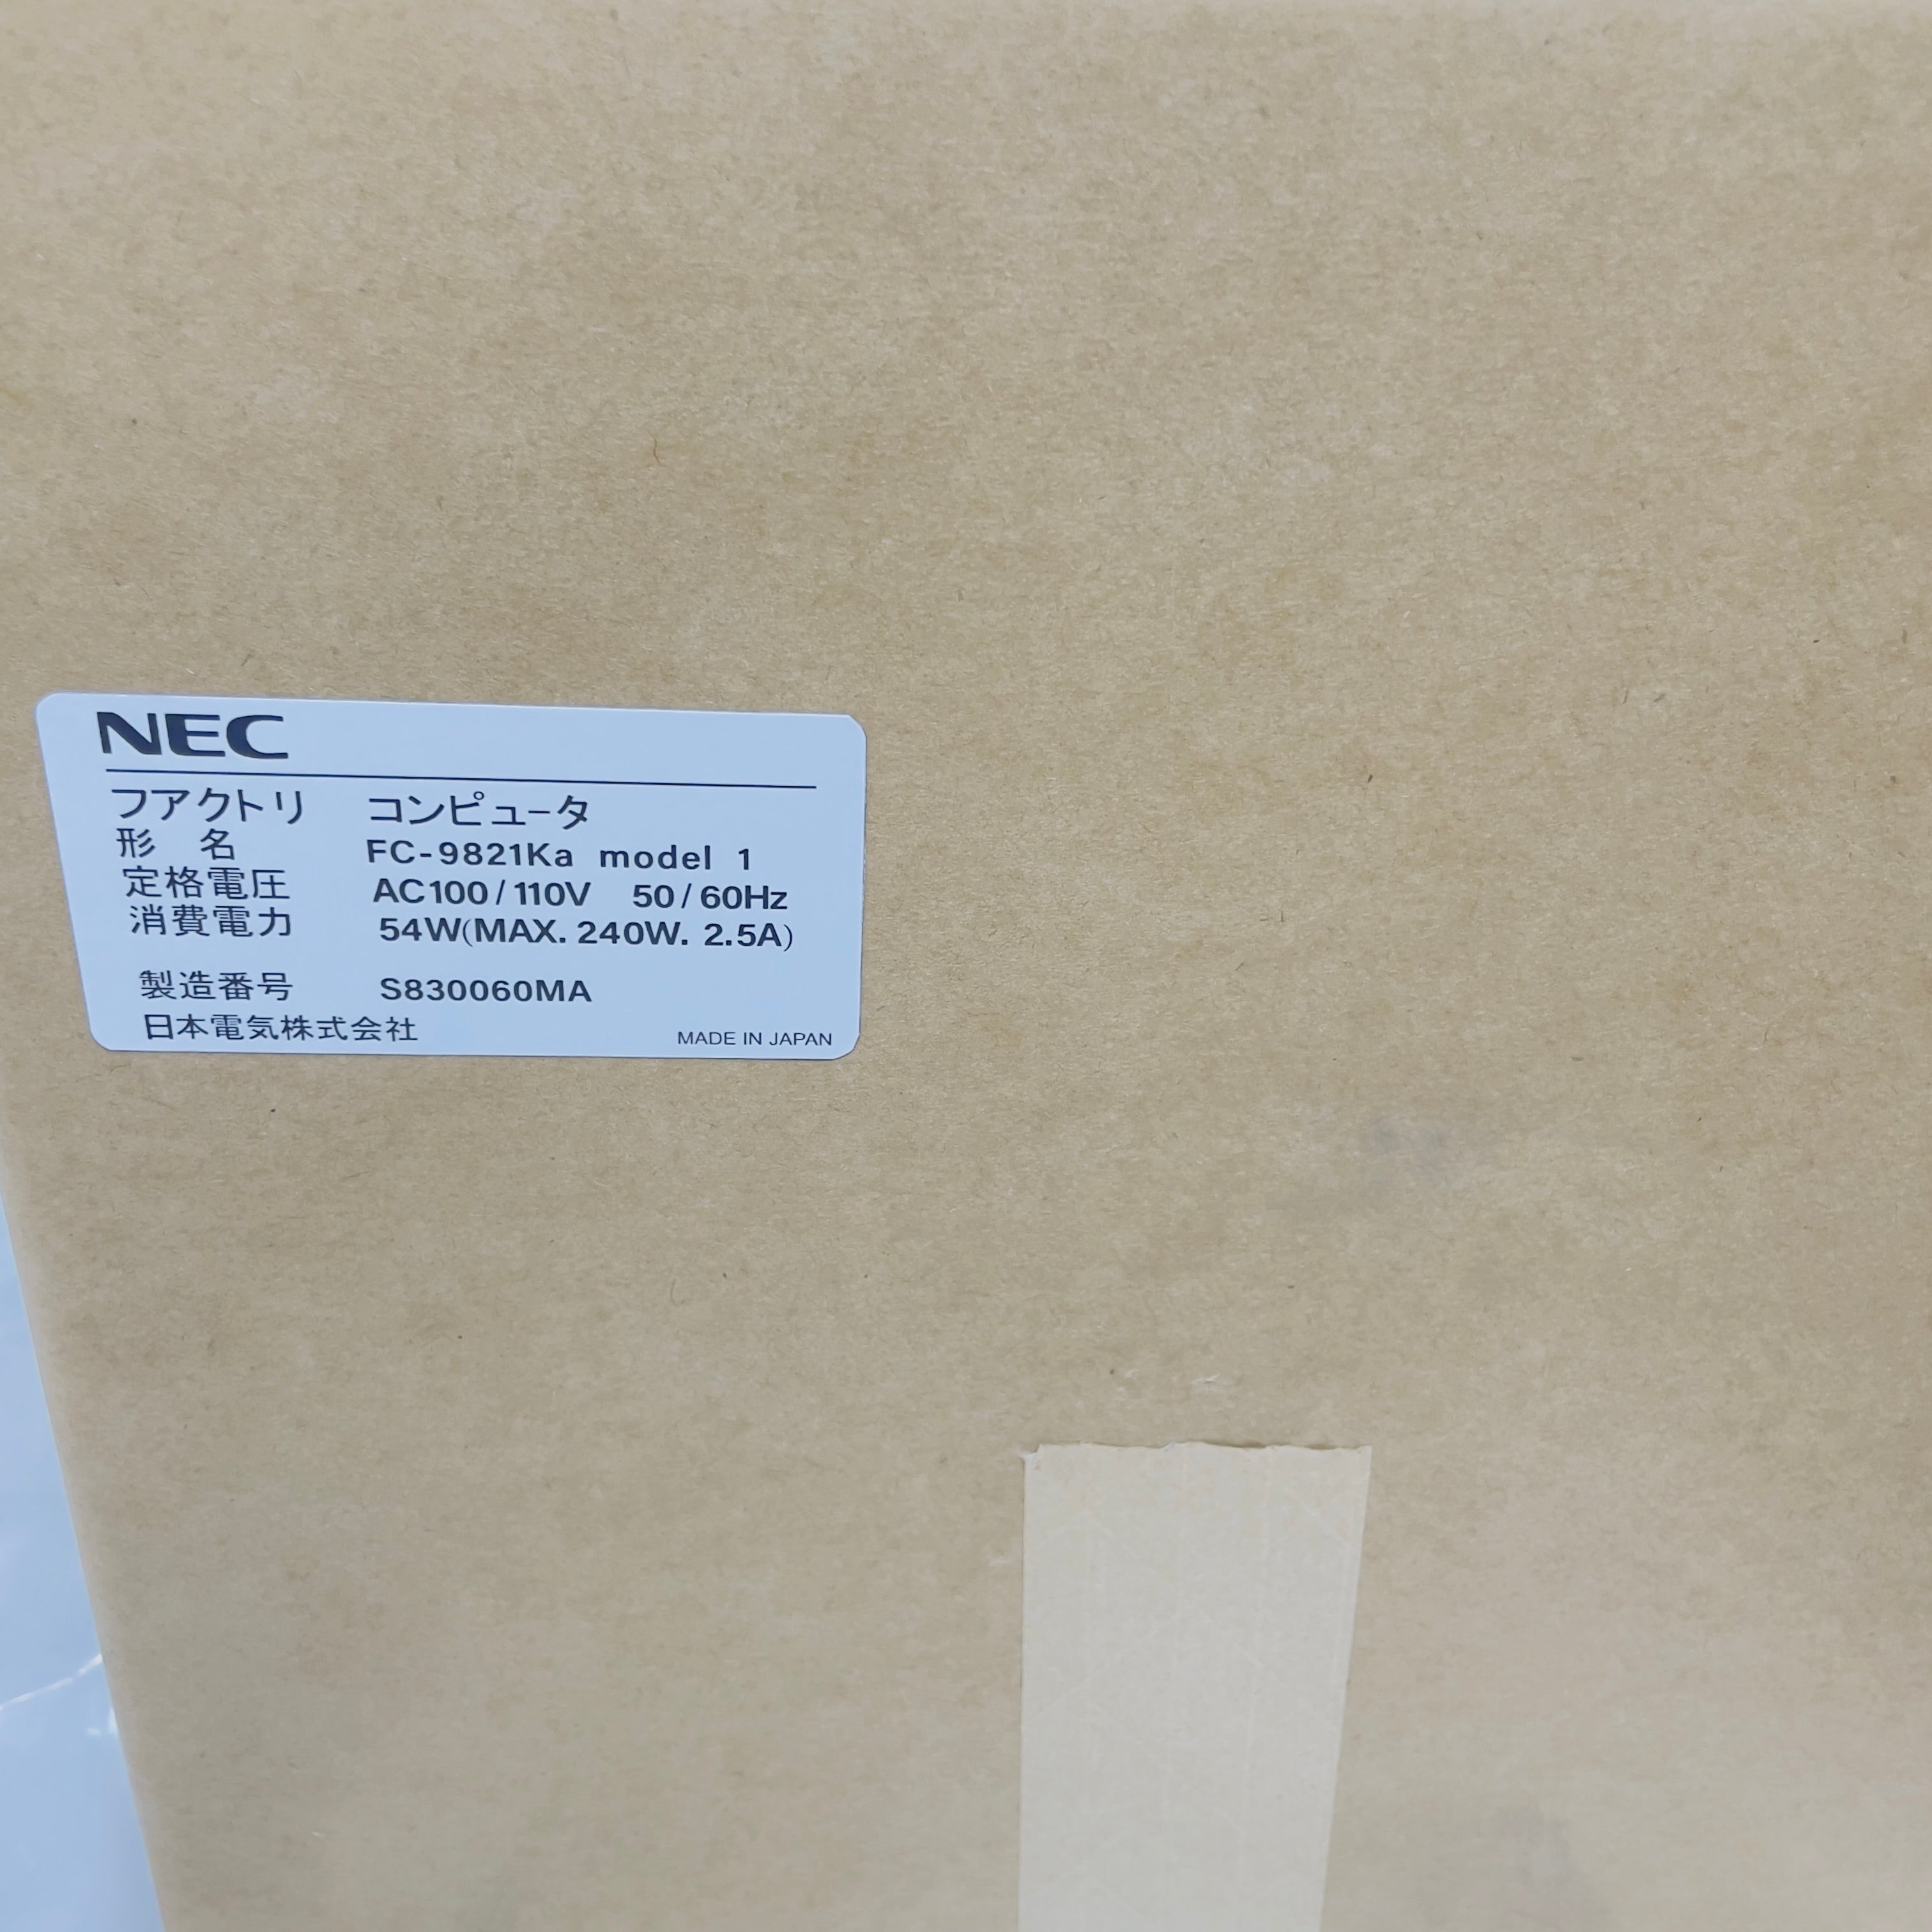 NEC
フアクトリ コンピュータ
形 名 FC-9821Ka model 1
定格電圧 AC100/110V 50/60Hz
消費電力 54W(MAX. 240W. 2.5A)
製造番号 S830060MA
日本電気株式会社 MADE IN JAPAN